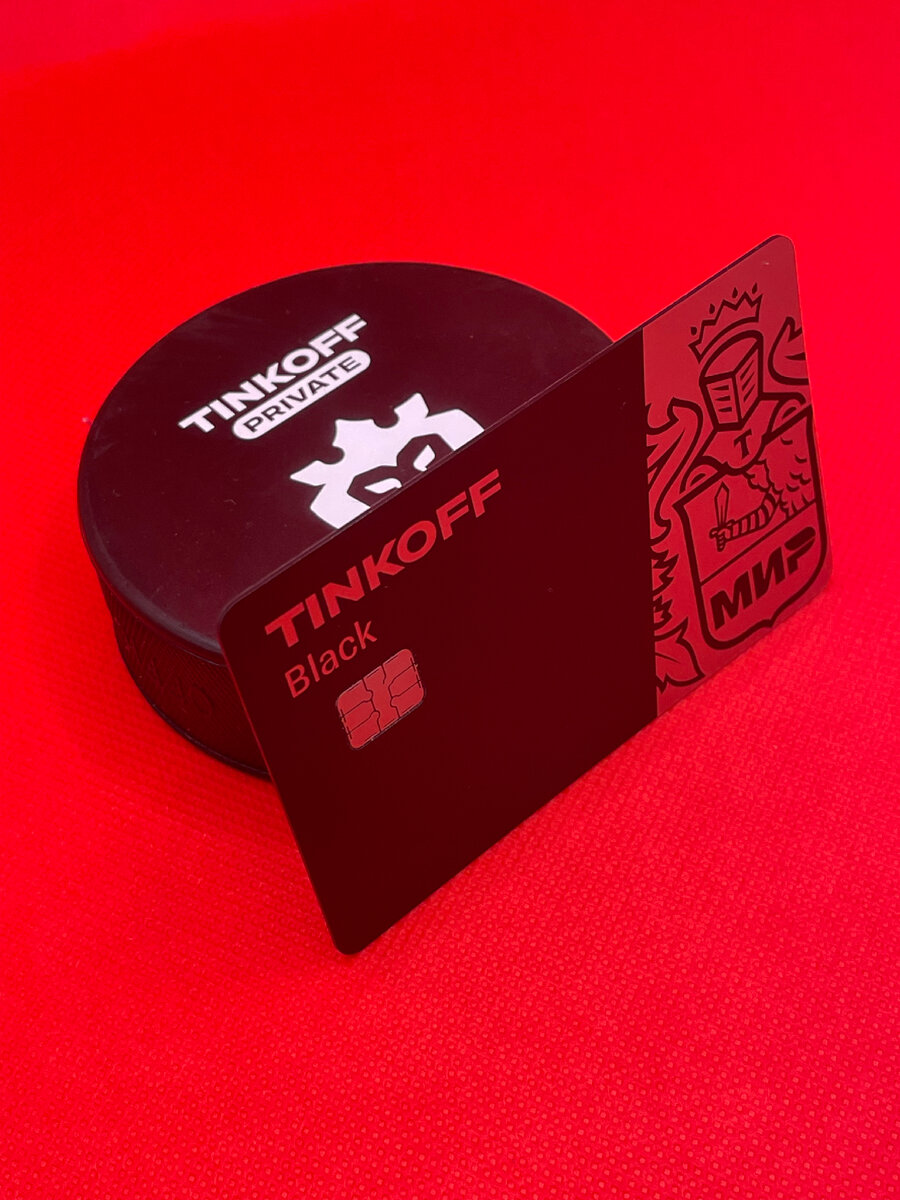 TINKOFF
PRIVATE
TINKOFF
Black
T
МИР